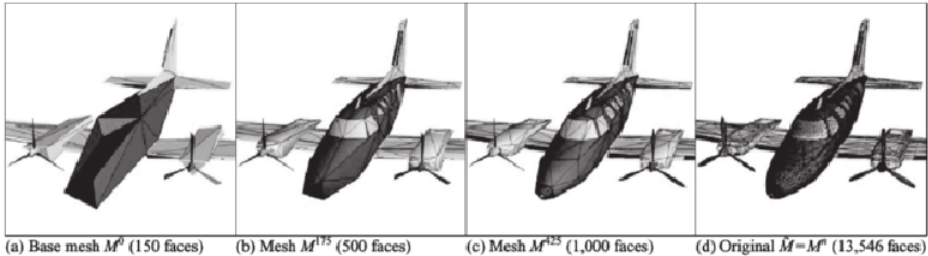 (a) Base mesh M⁰ (150 faces)
(b) Mesh M¹⁷⁵ (500 faces)
(c) Mesh M⁴²⁵ (1,000 faces)
(d) Original M̂=Mⁿ (13,546 faces)